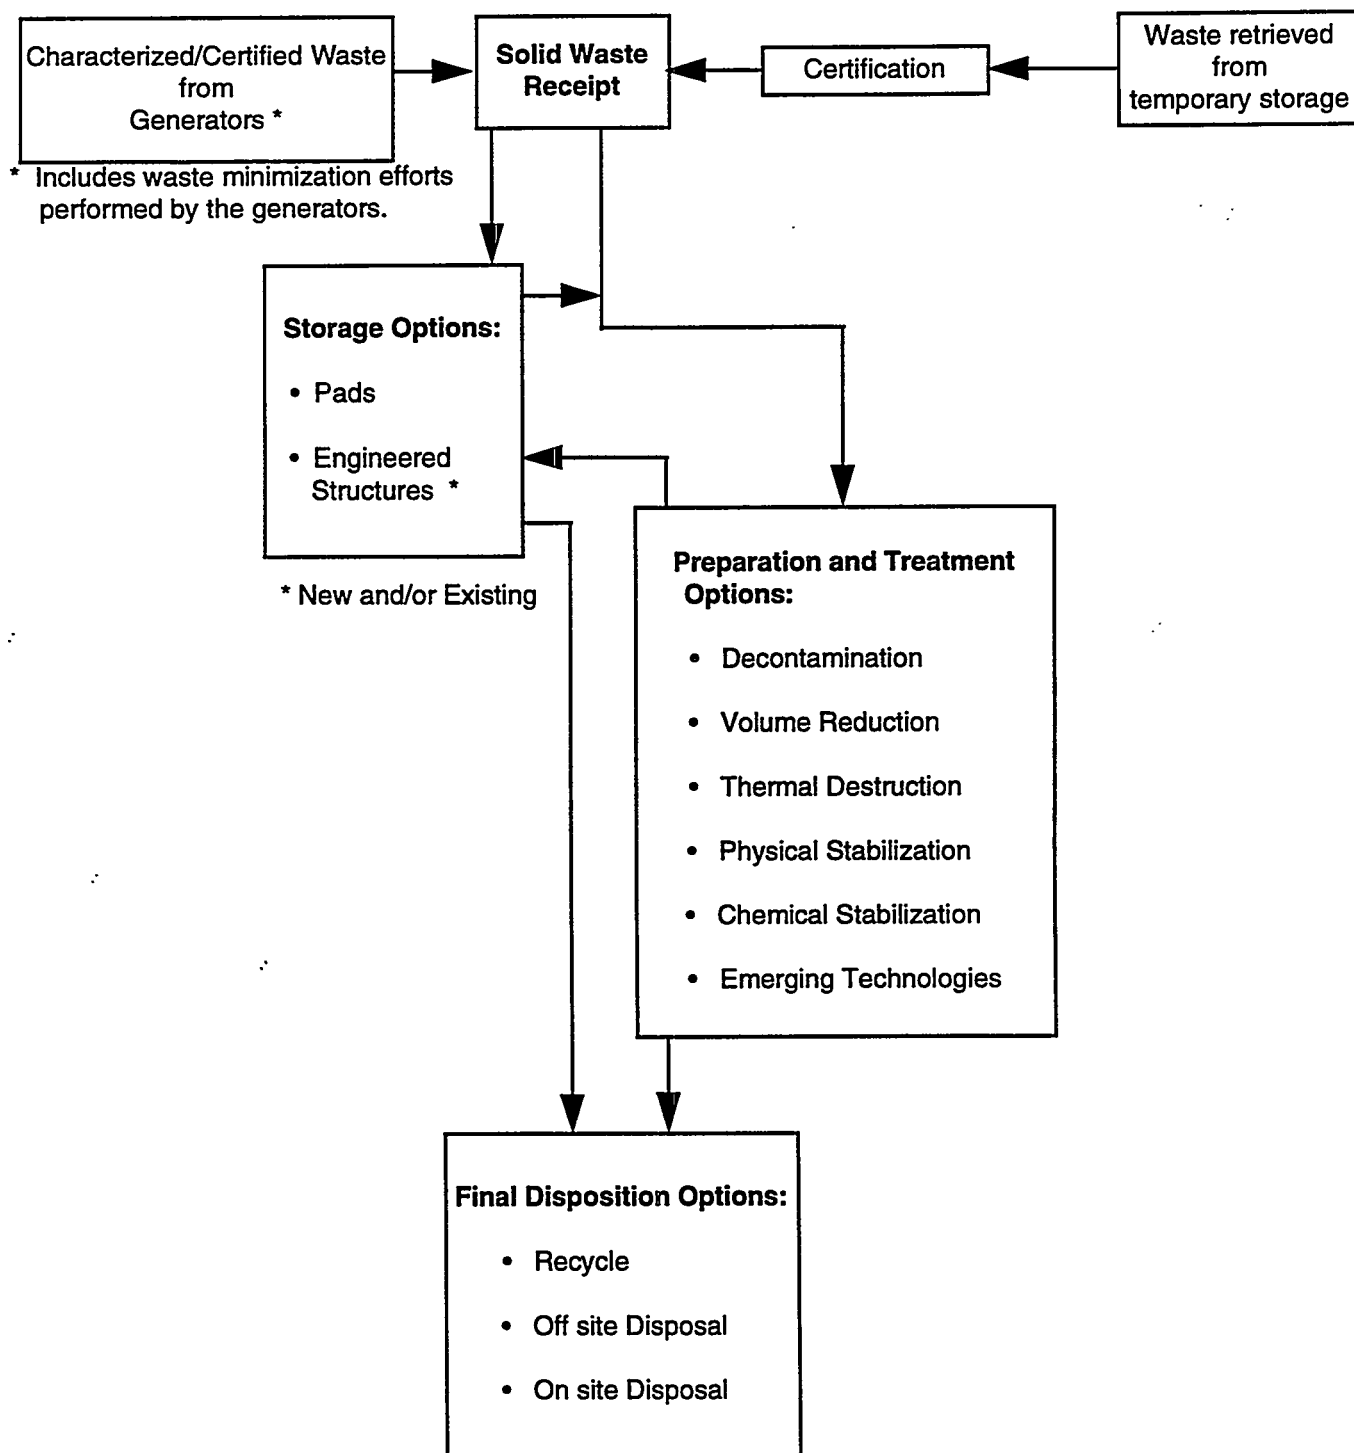 Characterized/Certified Waste
from
Generators *
* Includes waste minimization efforts
performed by the generators.
Solid Waste
Receipt
Certification
Waste retrieved
from
temporary storage
Storage Options:
• Pads
• Engineered
Structures *
* New and/or Existing
Preparation and Treatment
Options:
• Decontamination
• Volume Reduction
• Thermal Destruction
• Physical Stabilization
• Chemical Stabilization
• Emerging Technologies
Final Disposition Options:
• Recycle
• Off site Disposal
• On site Disposal